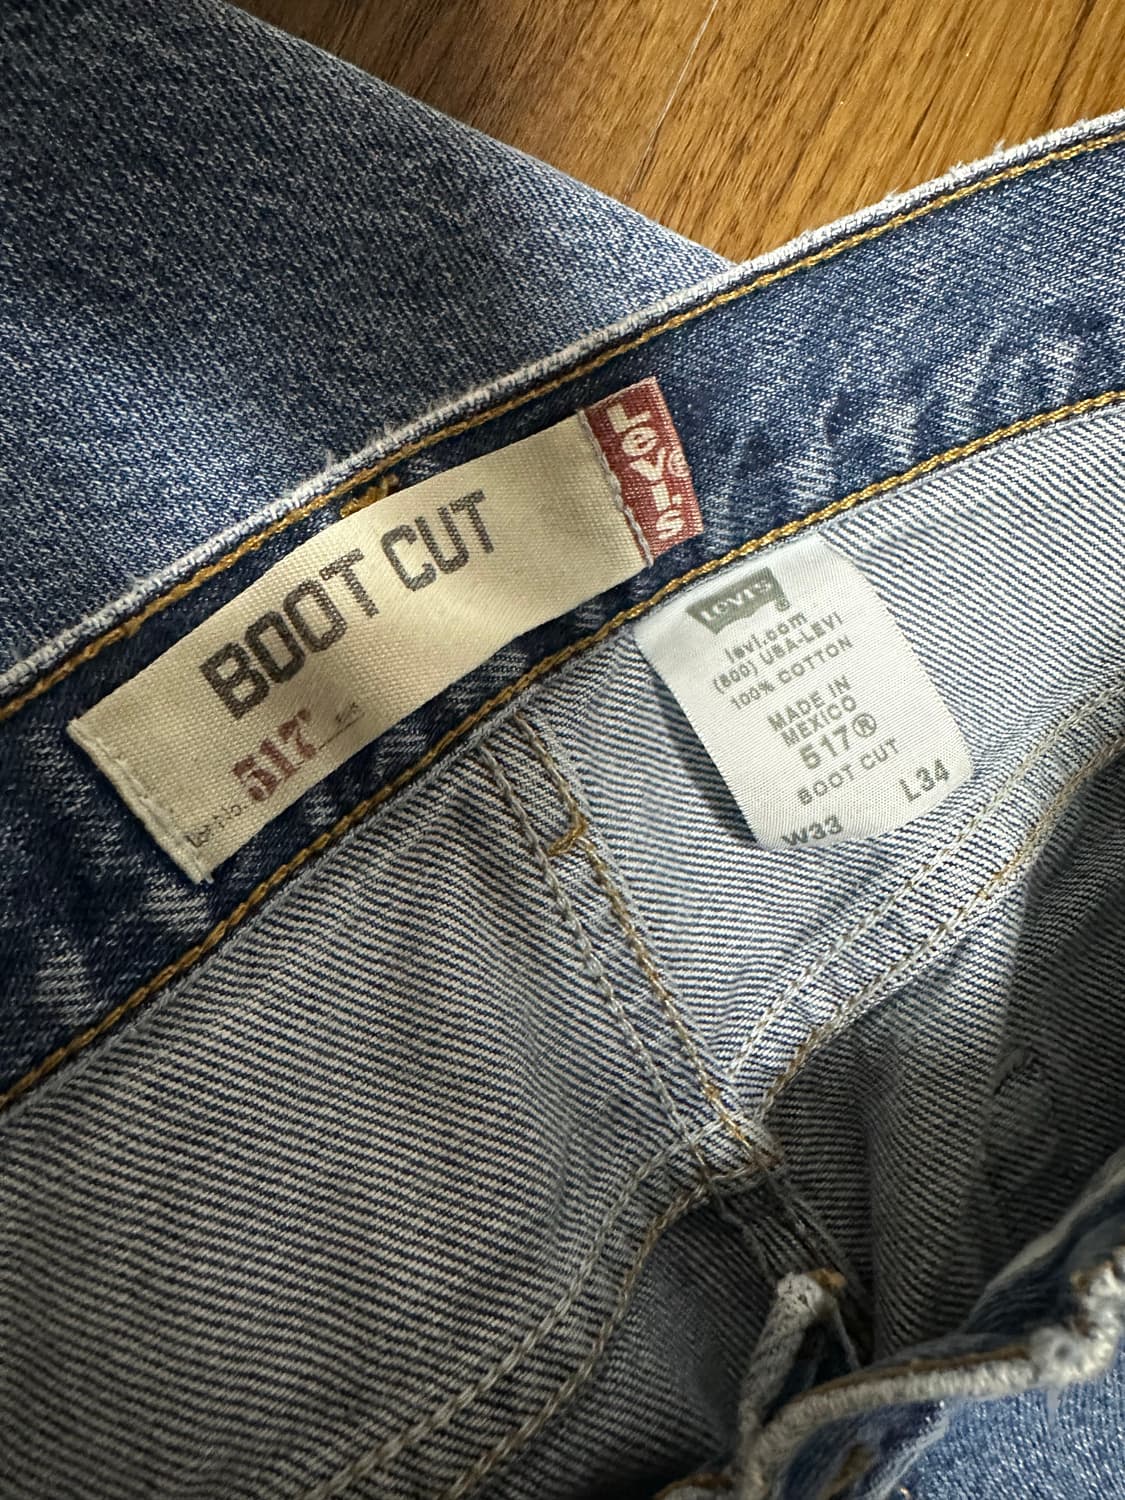 BOOT CUT
517
LEVI'S®
LEVI'S®
levi.com
(800) USA-LEVI
100% COTTON
MADE IN
MEXICO
517®
BOOT CUT
W33 L34